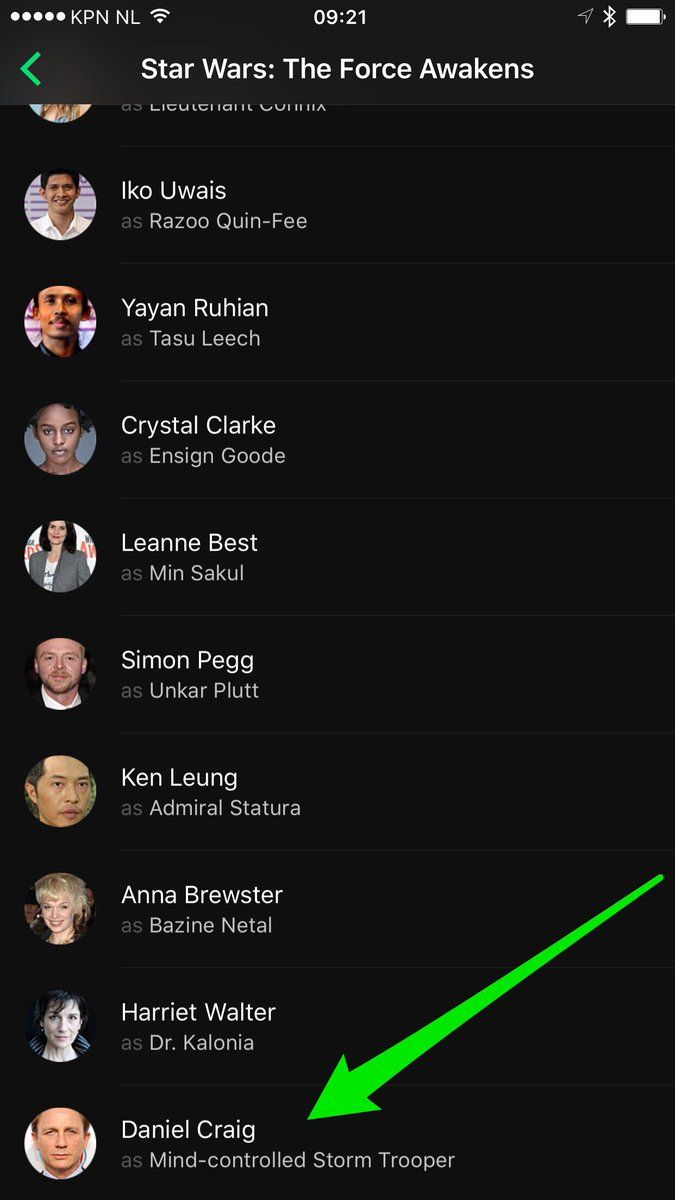 KPN NL 09:21
Star Wars: The Force Awakens
as Lieutenant Connix
Iko Uwais
as Razoo Quin-Fee
Yayan Ruhian
as Tasu Leech
Crystal Clarke
as Ensign Goode
Leanne Best
as Min Sakul
Simon Pegg
as Unkar Plutt
Ken Leung
as Admiral Statura
Anna Brewster
as Bazine Netal
Harriet Walter
as Dr. Kalonia
Daniel Craig
as Mind-controlled Storm Trooper